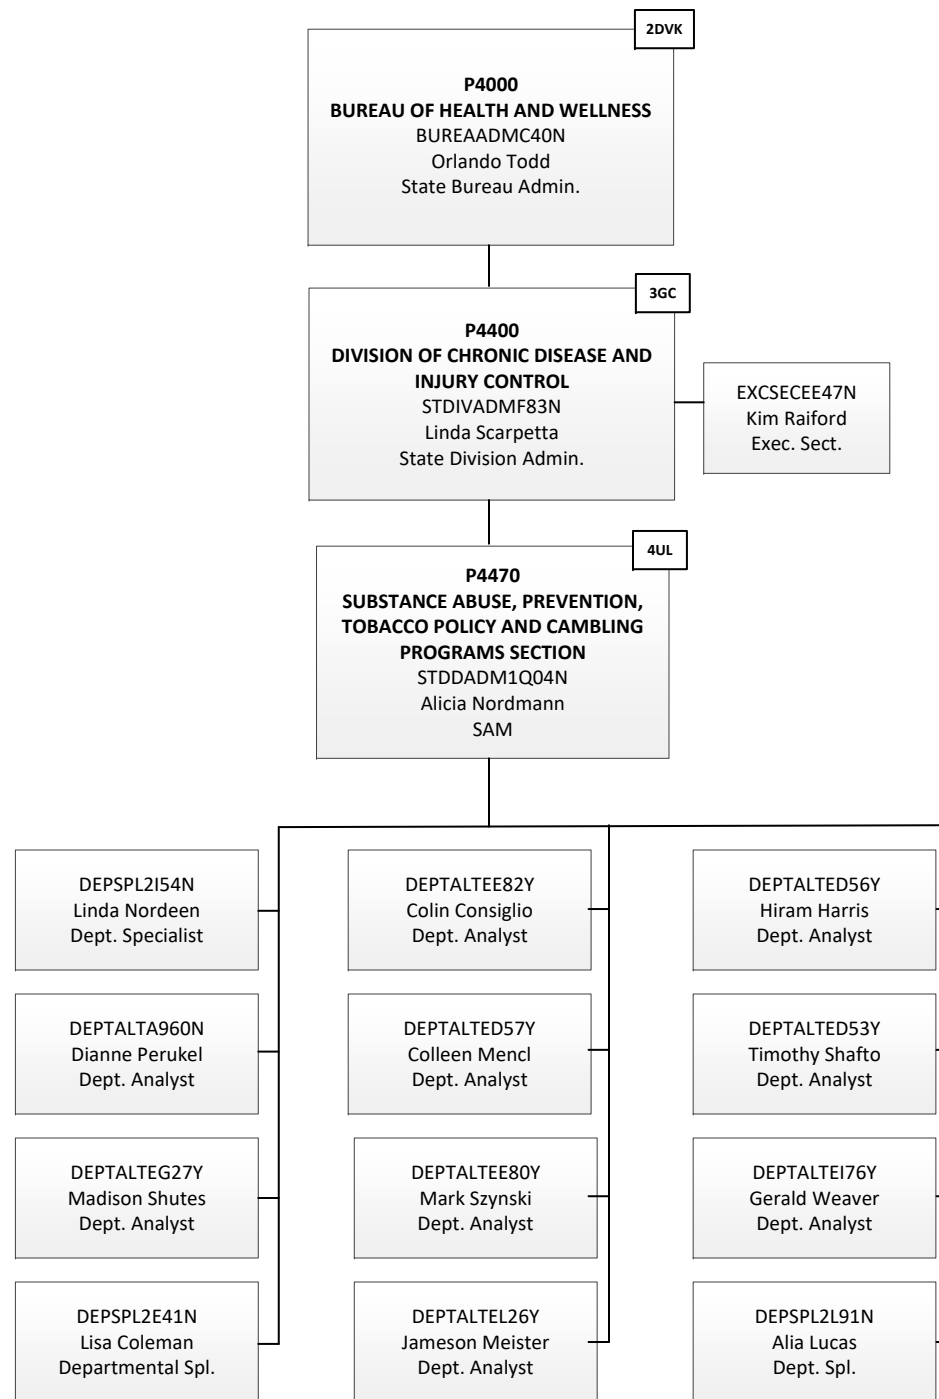 2DVK
P4000
BUREAU OF HEALTH AND WELLNESS
BUREAADMC40N
Orlando Todd
State Bureau Admin.
3GC
P4400
DIVISION OF CHRONIC DISEASE AND
INJURY CONTROL
STDIVADMF83N
Linda Scarpetta
State Division Admin.
EXCSECEE47N
Kim Raiford
Exec. Sect.
4UL
P4470
SUBSTANCE ABUSE, PREVENTION,
TOBACCO POLICY AND CAMBLING
PROGRAMS SECTION
STDDADM1Q04N
Alicia Nordmann
SAM
DEPSPL2I54N
Linda Nordeen
Dept. Specialist
DEPTALTEE82Y
Colin Consiglio
Dept. Analyst
DEPTALTED56Y
Hiram Harris
Dept. Analyst
DEPTALTA960N
Dianne Perukel
Dept. Analyst
DEPTALTED57Y
Colleen Mencl
Dept. Analyst
DEPTALTED53Y
Timothy Shafto
Dept. Analyst
DEPTALTEG27Y
Madison Shutes
Dept. Analyst
DEPTALTEE80Y
Mark Szynski
Dept. Analyst
DEPTALTEI76Y
Gerald Weaver
Dept. Analyst
DEPSPL2E41N
Lisa Coleman
Departmental Spl.
DEPTALTEL26Y
Jameson Meister
Dept. Analyst
DEPSPL2L91N
Alia Lucas
Dept. Spl.